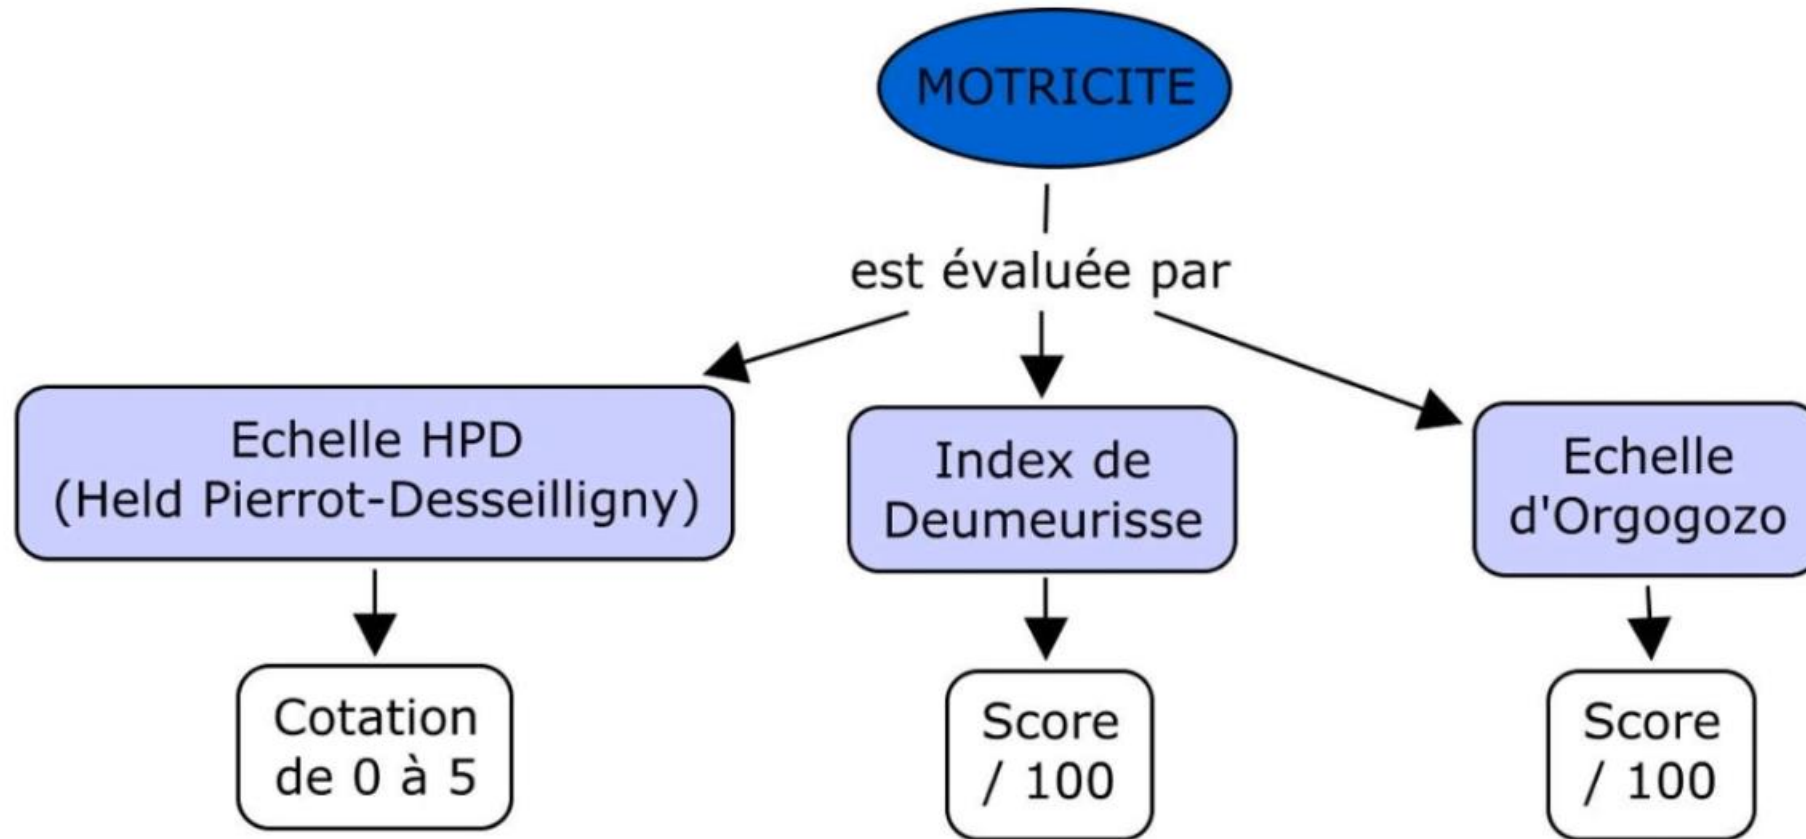 MOTRICITE
est évaluée par
Echelle HPD
(Held Pierrot-Desseilligny)
Index de
Deumeurisse
Echelle
d'Orgogozo
Cotation
de 0 à 5
Score
/ 100
Score
/ 100